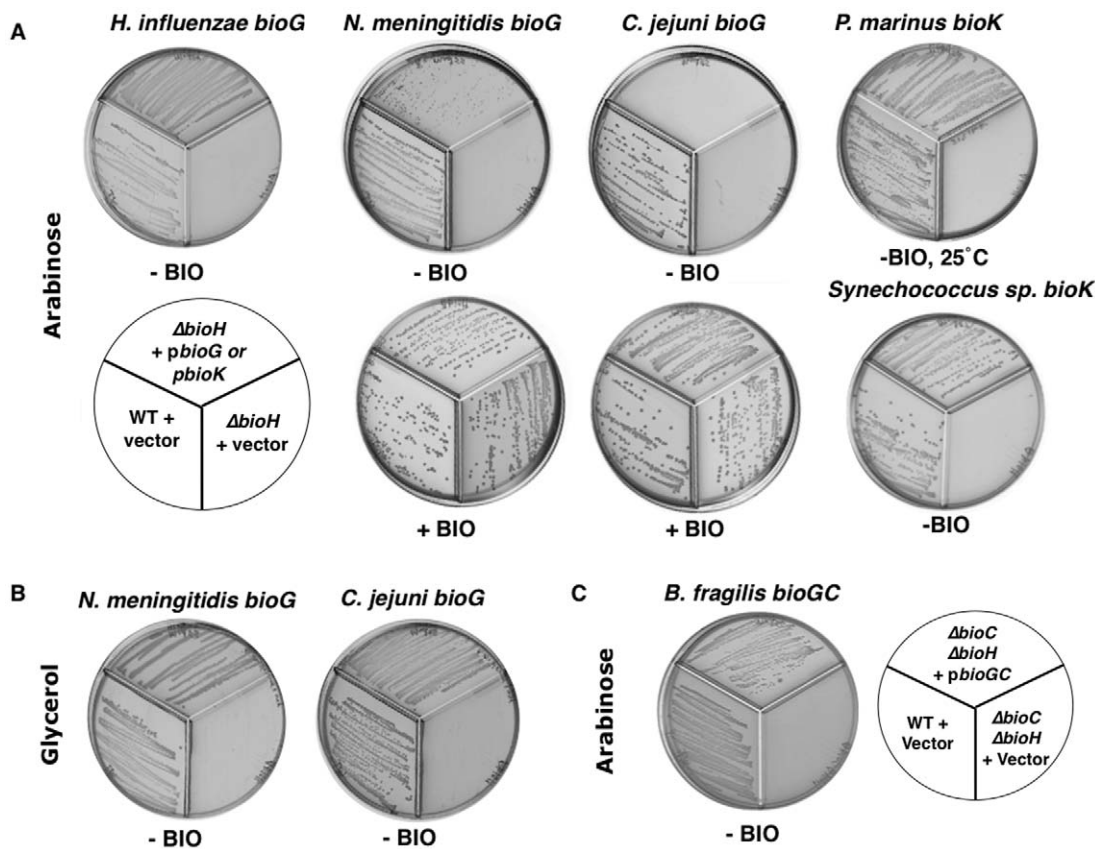 A
H. influenzae bioG
N. meningitidis bioG
C. jejuni bioG
P. marinus bioK
Arabinose
- BIO
- BIO
- BIO
-BIO, 25˚C
Synechococcus sp. bioK
ΔbioH
+ pbioG or
pbioK
WT +
vector
ΔbioH
+ vector
+ BIO
+ BIO
-BIO
B
N. meningitidis bioG
C. jejuni bioG
Glycerol
- BIO
- BIO
C
B. fragilis bioGC
Arabinose
- BIO
ΔbioC
ΔbioH
+ pbioGC
WT +
Vector
ΔbioC
ΔbioH
+ Vector